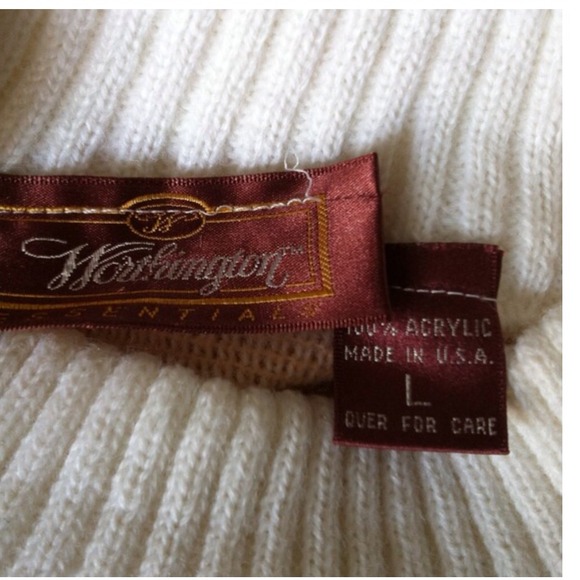 W
Worthington™
ESSENTIALS
100% ACRYLIC
MADE IN U.S.A.
L
OVER FOR CARE